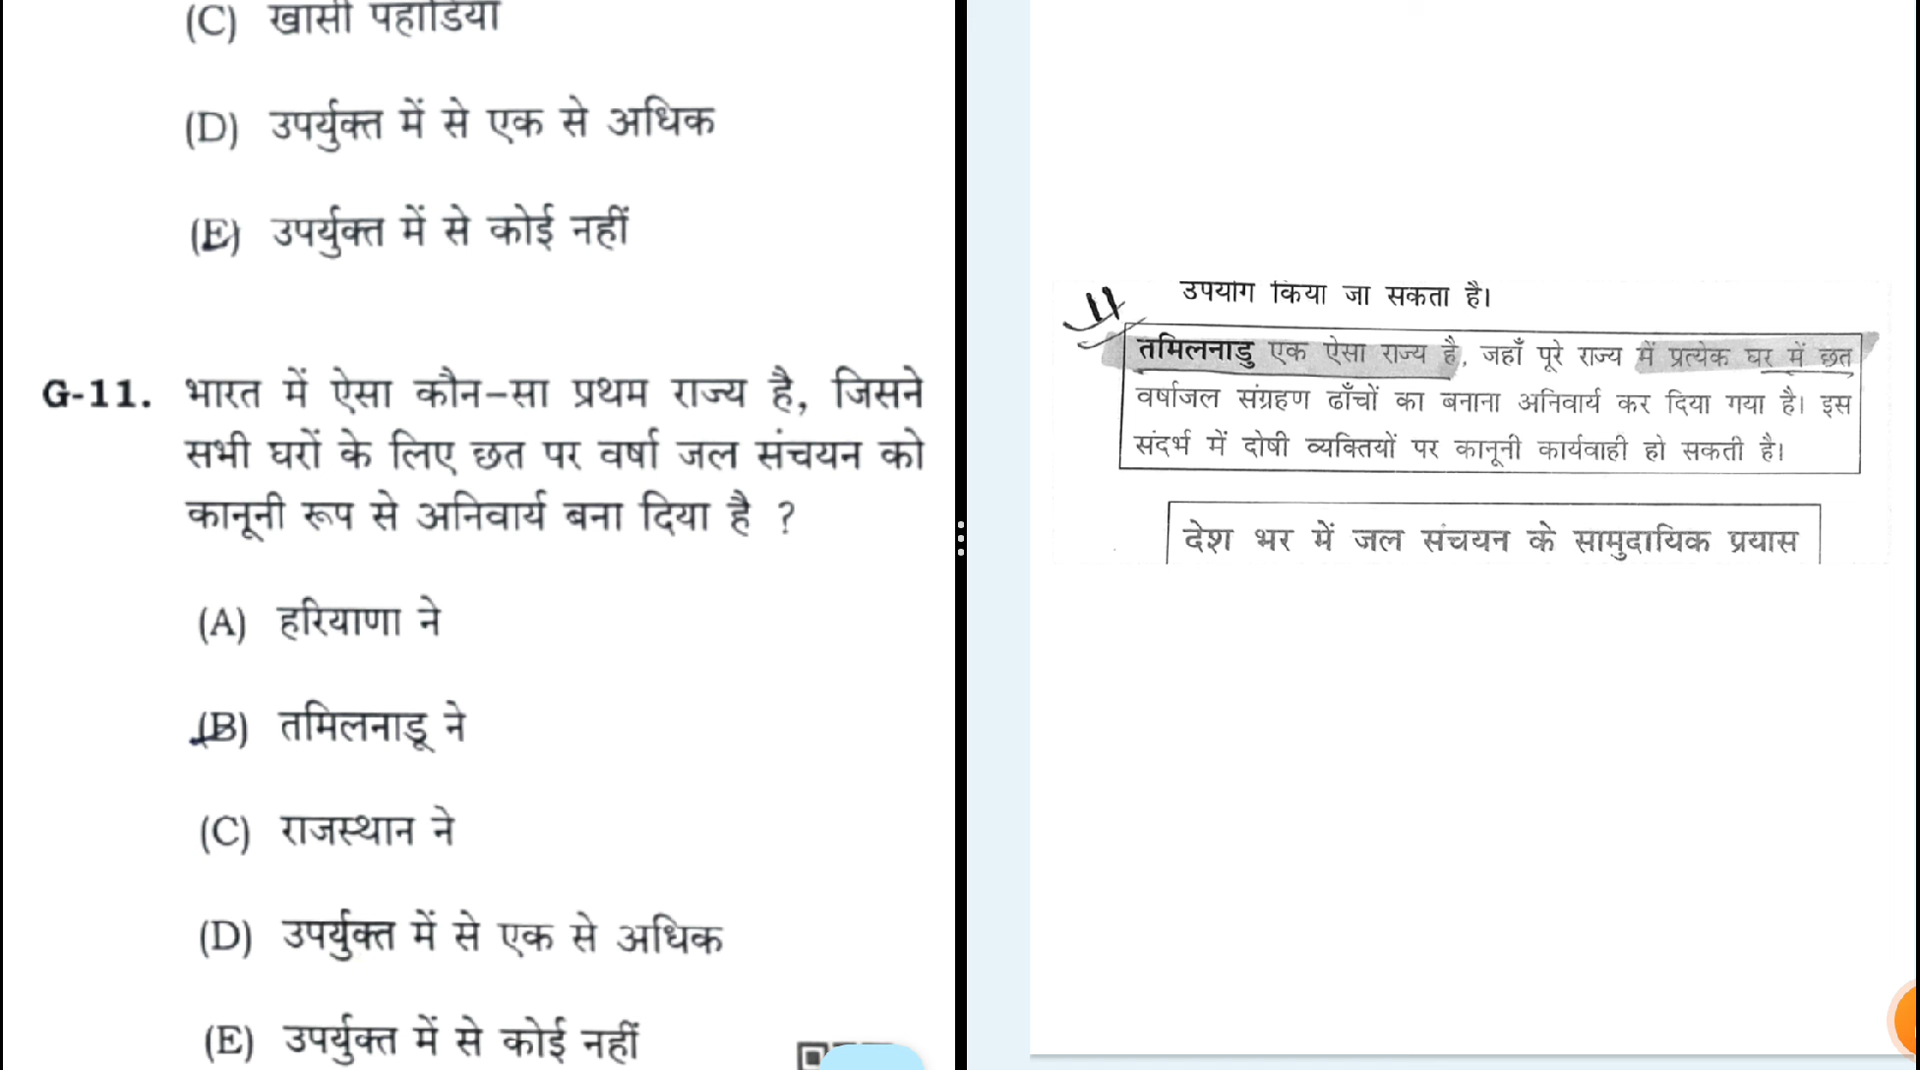 (C) खासी पहाड़ियाँ
(D) उपर्युक्त में से एक से अधिक
(E) उपर्युक्त में से कोई नहीं
G-11. भारत में ऐसा कौन-सा प्रथम राज्य है, जिसने
सभी घरों के लिए छत पर वर्षा जल संचयन को
कानूनी रूप से अनिवार्य बना दिया है ?
(A) हरियाणा ने
(B) तमिलनाडू ने
(C) राजस्थान ने
(D) उपर्युक्त में से एक से अधिक
(E) उपर्युक्त में से कोई नहीं
उपयोग किया जा सकता है।
11
तमिलनाडु एक ऐसा राज्य है, जहाँ पूरे राज्य में प्रत्येक घर में छत
वर्षाजल संग्रहण ढाँचों का बनाना अनिवार्य कर दिया गया है। इस
संदर्भ में दोषी व्यक्तियों पर कानूनी कार्यवाही हो सकती है।
देश भर में जल संचयन के सामुदायिक प्रयास